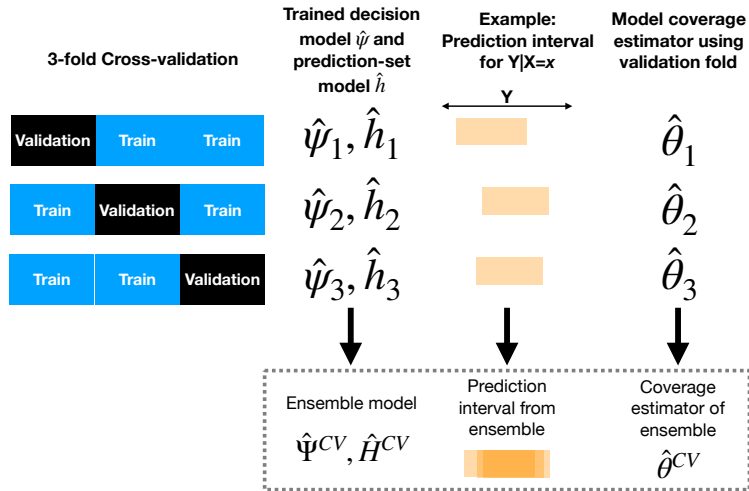 3-fold Cross-validation
Trained decision
model ψ̂ and
prediction-set
model ĥ
Example:
Prediction interval
for Y|X=x
Model coverage
estimator using
validation fold
Y
Validation Train Train
ψ̂₁, ĥ₁
θ̂₁
Train Validation Train
ψ̂₂, ĥ₂
θ̂₂
Train Train Validation
ψ̂₃, ĥ₃
θ̂₃
Ensemble model
Ψ̂^CV, Ĥ^CV
Prediction
interval from
ensemble
Coverage
estimator of
ensemble
θ̂^CV